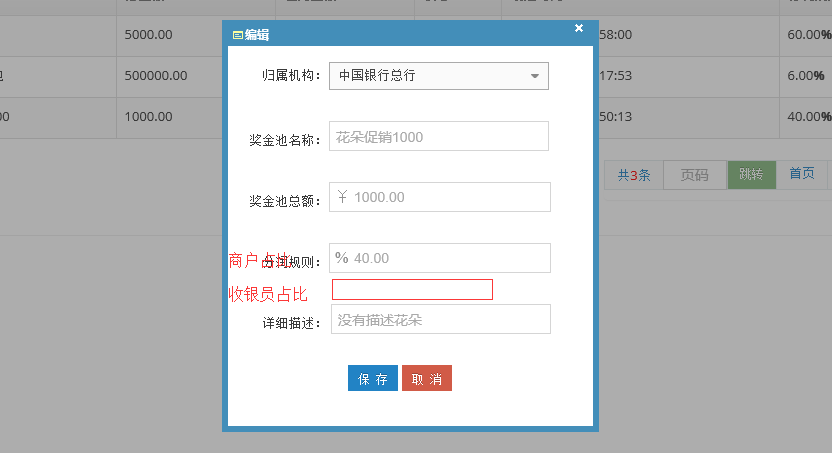 编辑
5000.00
58:00
60.00%
归属机构：
中国银行总行
500000.00
17:53
6.00%
00
1000.00
50:13
40.00%
奖金池名称：
花朵促销1000
共3条
页码
跳转
首页
奖金池总额：
￥ 1000.00
商户占比
分润规则：
% 40.00
收银员占比
详细描述：
没有描述花朵
保 存
取 消